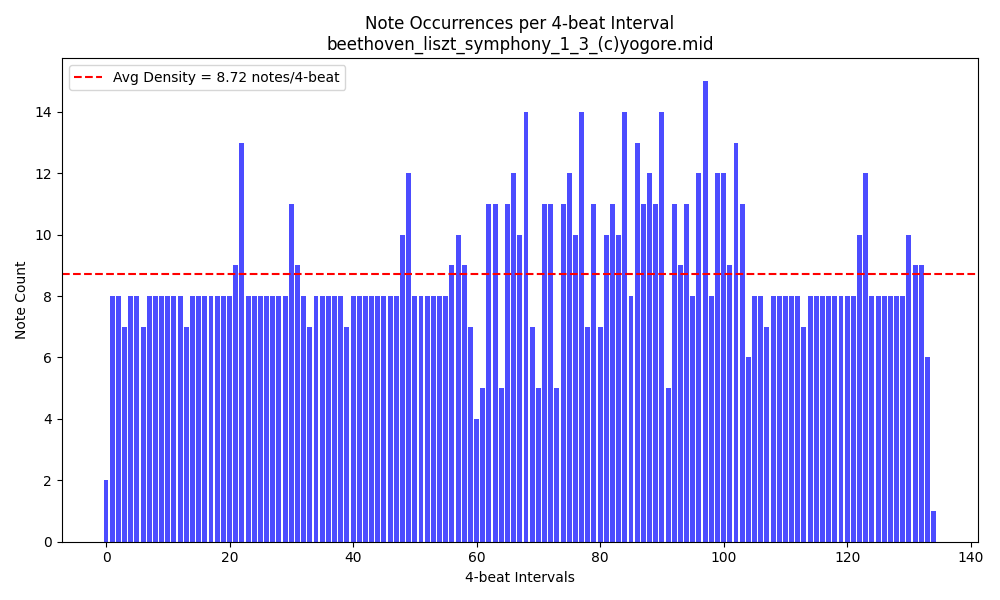 Note Occurrences per 4-beat Interval
beethoven_liszt_symphony_1_3_(c)yogore.mid
Avg Density = 8.72 notes/4-beat
Note Count
14
12
10
8
6
4
2
0
0 20 40 60 80 100 120 140
4-beat Intervals